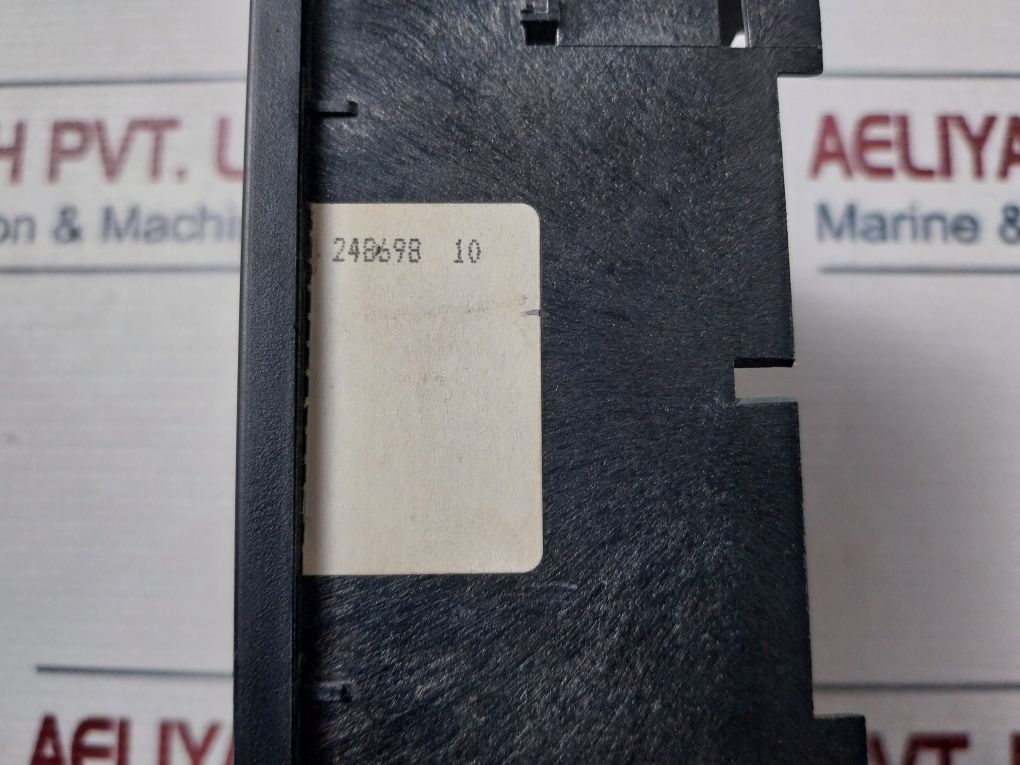 H PVT. L
AELIYA
on & Machi
Marine &
248698 10
AELIYA
PVT.